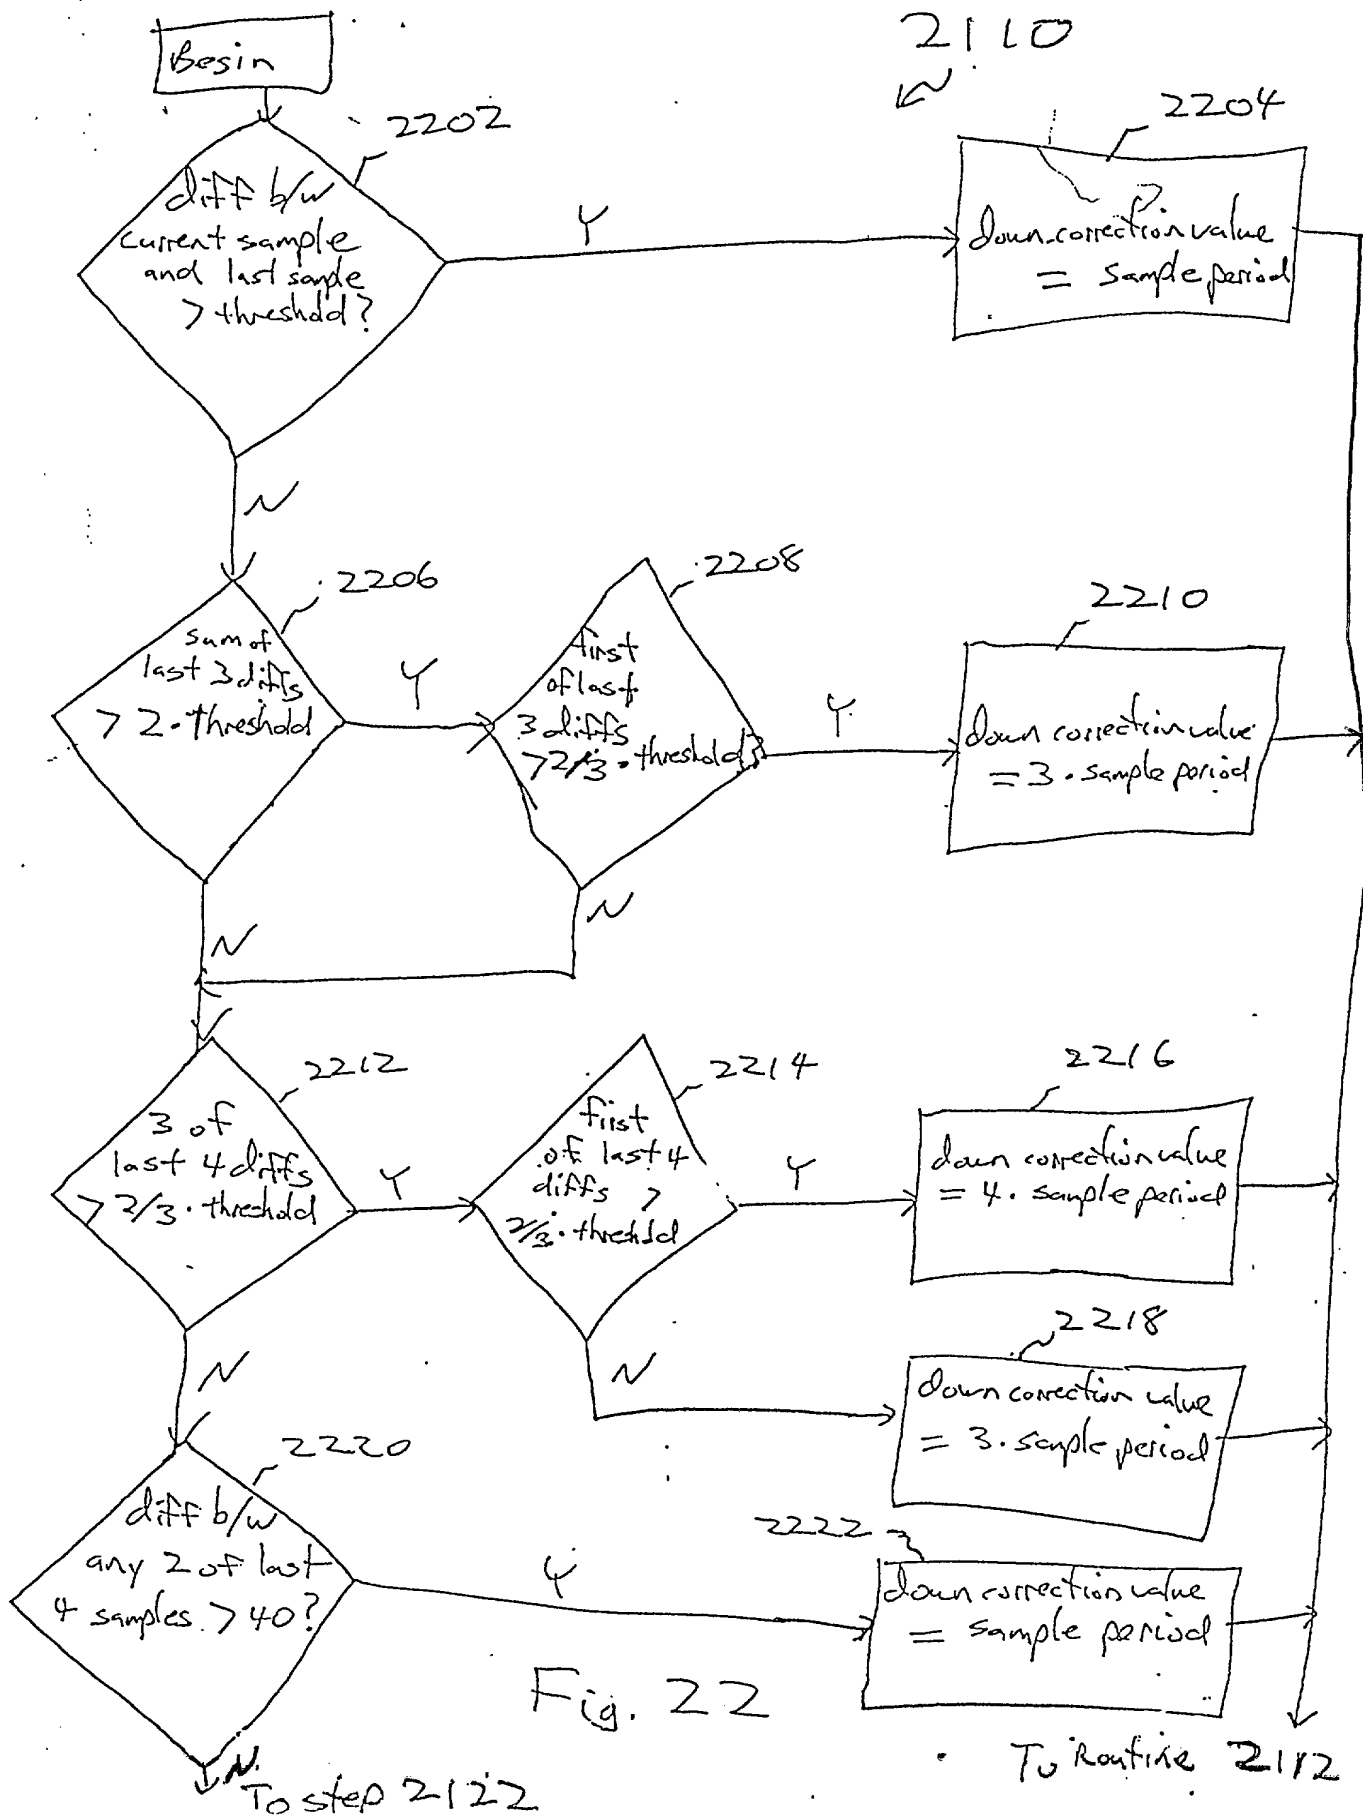 Begin
2110
2202
2204
diff b/w
current sample
and last sample
> threshold?
Y
down-correction value
= sample period
N
2206
2208
2210
sum of
last 3 diffs
> 2 · threshold
Y
first
of last
3 diffs
> 2/3 · threshold?
Y
down correction value
= 3 · sample period
N
N
2212
2214
2216
3 of
last 4 diffs
> 2/3 · threshold
Y
first
of last 4
diffs >
2/3 · threshold
Y
down correction value
= 4 · sample period
N
N
2218
down correction value
= 3 · sample period
2220
diff b/w
any 2 of last
4 samples > 40?
Y
2222
down correction value
= sample period
N
Fig. 22
To step 2122
To Routine 2112